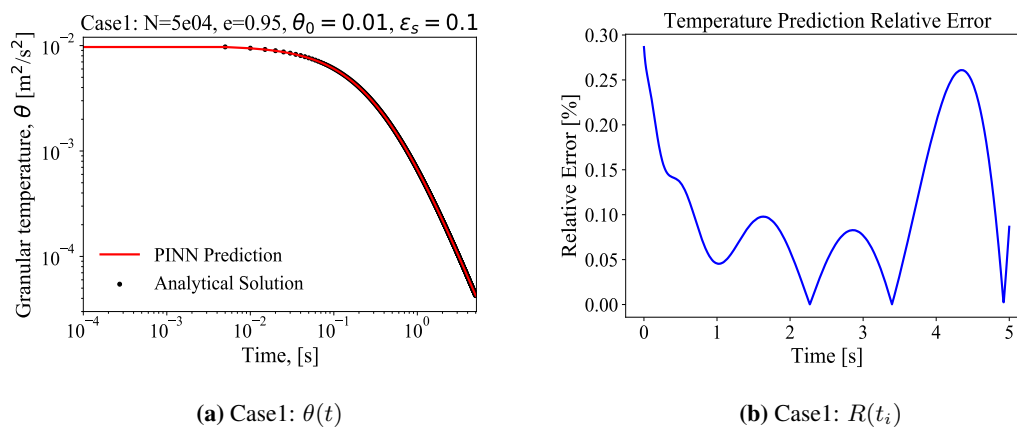 Case1: N=5e04, e=0.95, θ₀ = 0.01, εₛ = 0.1
Granular temperature, θ [m²/s²]
10⁻²
10⁻³
10⁻⁴
PINN Prediction
Analytical Solution
10⁻⁴ 10⁻³ 10⁻² 10⁻¹ 10⁰
Time, [s]
(a) Case1: θ(t)
Temperature Prediction Relative Error
Relative Error [%]
0.30
0.25
0.20
0.15
0.10
0.05
0.00
0 1 2 3 4 5
Time [s]
(b) Case1: R(tᵢ)